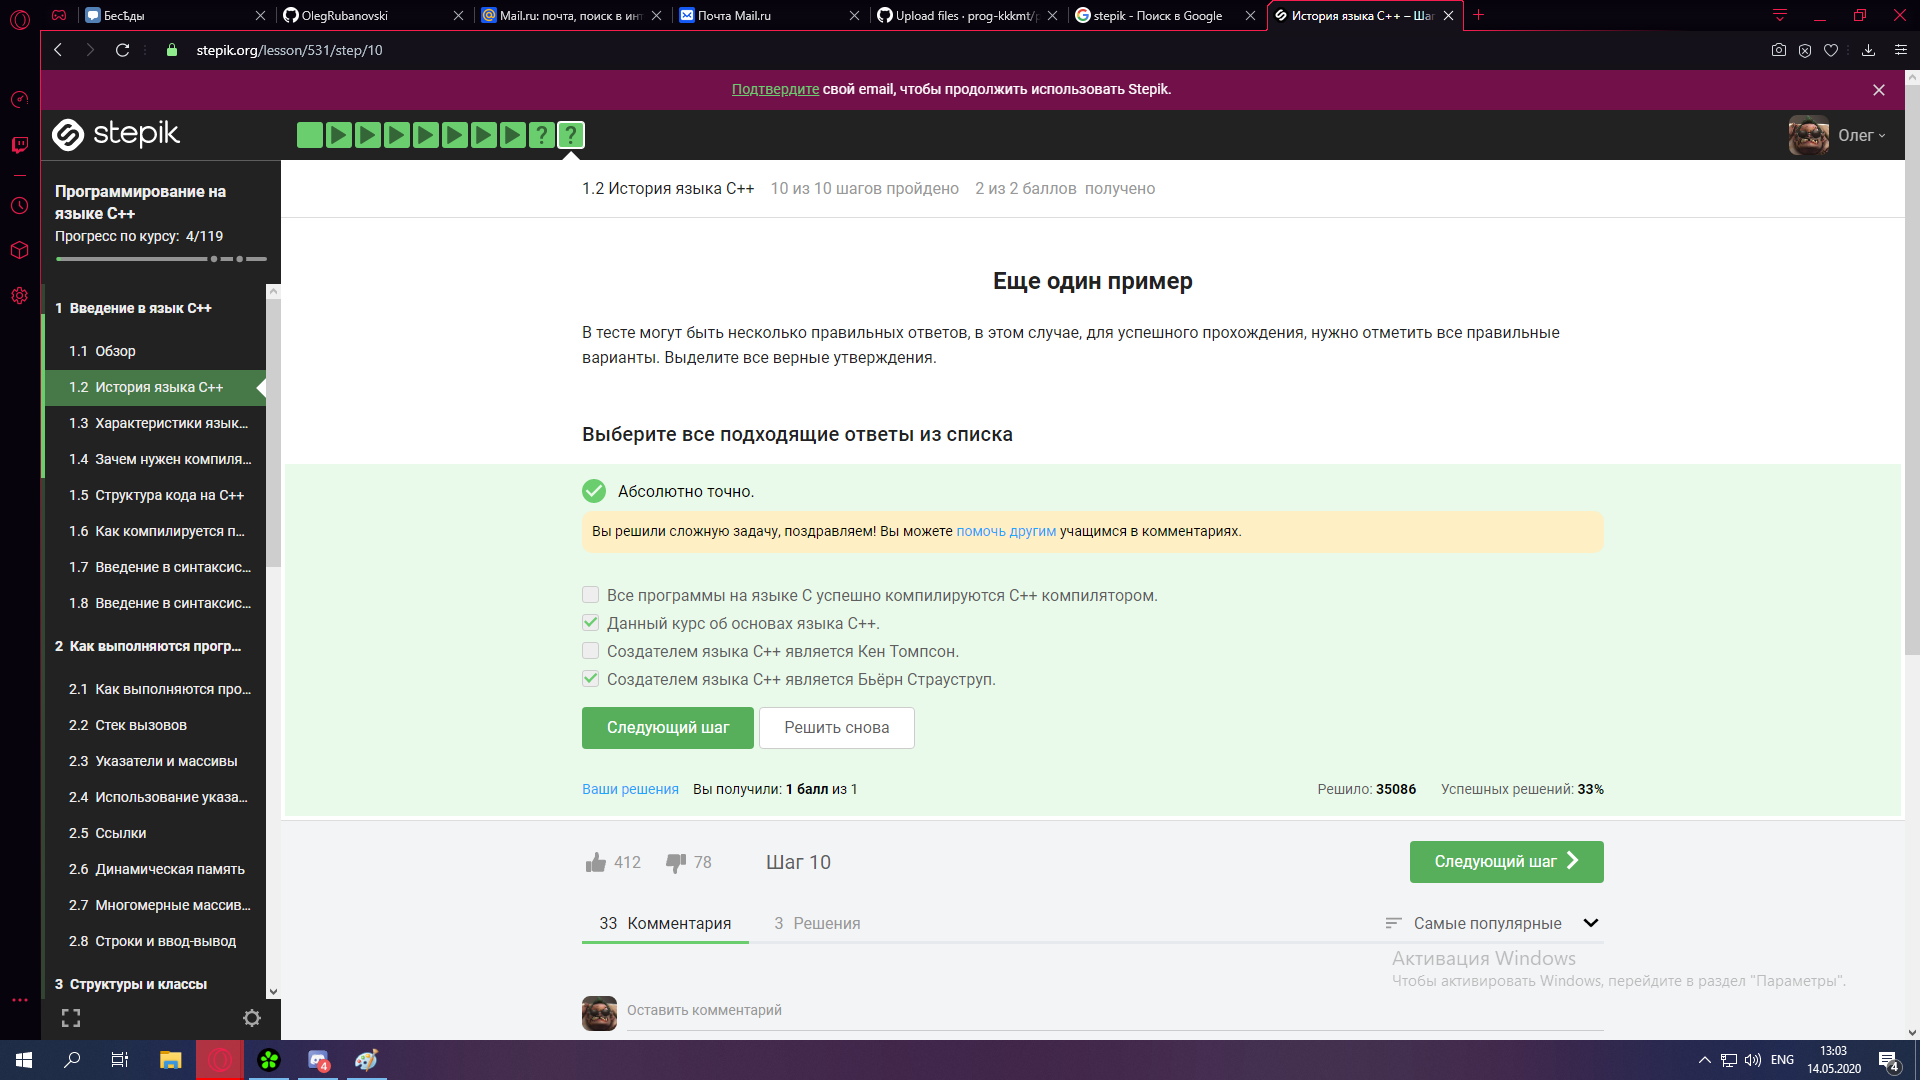 БесѢды
OlegRubanovski
Mail.ru: почта, поиск в инт
Почта Mail.ru
Upload files · prog-kkkmt/p
stepik - Поиск в Google
История языка C++ – Шаг
stepik.org/lesson/531/step/10
Подтвердите свой email, чтобы продолжить использовать Stepik.
stepik
? ?
Олег
Программирование на
языке C++
Прогресс по курсу: 4/119
1 Введение в язык C++
1.1 Обзор
1.2 История языка C++
1.3 Характеристики язык...
1.4 Зачем нужен компиля...
1.5 Структура кода на C++
1.6 Как компилируется п...
1.7 Введение в синтаксис...
1.8 Введение в синтаксис...
2 Как выполняются прогр...
2.1 Как выполняются про...
2.2 Стек вызовов
2.3 Указатели и массивы
2.4 Использование указа...
2.5 Ссылки
2.6 Динамическая память
2.7 Многомерные массив...
2.8 Строки и ввод-вывод
3 Структуры и классы
1.2 История языка C++ 10 из 10 шагов пройдено 2 из 2 баллов получено
Еще один пример
В тесте могут быть несколько правильных ответов, в этом случае, для успешного прохождения, нужно отметить все правильные
варианты. Выделите все верные утверждения.
Выберите все подходящие ответы из списка
Абсолютно точно.
Вы решили сложную задачу, поздравляем! Вы можете помочь другим учащимся в комментариях.
Все программы на языке C успешно компилируются C++ компилятором.
Данный курс об основах языка C++.
Создателем языка C++ является Кен Томпсон.
Создателем языка C++ является Бьёрн Страуструп.
Следующий шаг
Решить снова
Ваши решения Вы получили: 1 балл из 1
Решило: 35086 Успешных решений: 33%
412 78 Шаг 10
Следующий шаг
33 Комментария 3 Решения
Самые популярные
Оставить комментарий
Активация Windows
Чтобы активировать Windows, перейдите в раздел "Параметры".
4
ENG
13:03
14.05.2020
4